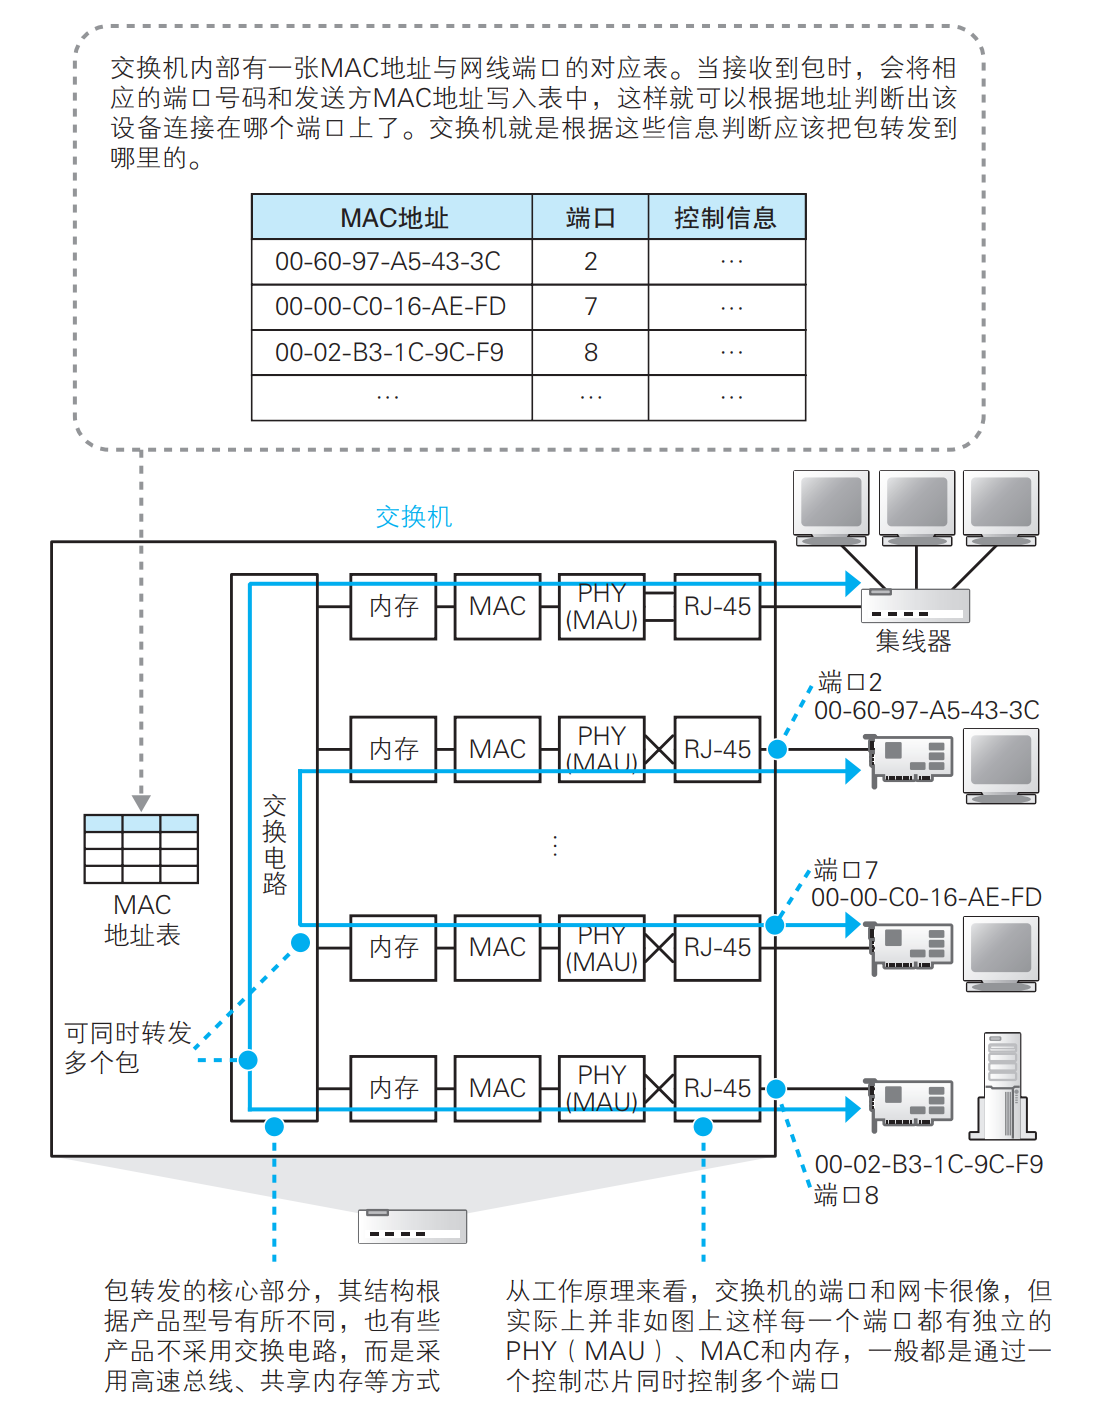 交换机内部有一张MAC地址与网线端口的对应表。当接收到包时，会将相
应的端口号码和发送方MAC地址写入表中，这样就可以根据地址判断出该
设备连接在哪个端口上了。交换机就是根据这些信息判断应该把包转发到
哪里的。
MAC地址 端口 控制信息
00-60-97-A5-43-3C 2 …
00-00-C0-16-AE-FD 7 …
00-02-B3-1C-9C-F9 8 …
… … …
交换机
内存 MAC PHY (MAU) RJ-45
集线器
端口2
00-60-97-A5-43-3C
内存 MAC PHY (MAU) RJ-45
交换电路
⋮
MAC
地址表
端口7
00-00-C0-16-AE-FD
内存 MAC PHY (MAU) RJ-45
可同时转发
多个包
内存 MAC PHY (MAU) RJ-45
00-02-B3-1C-9C-F9
端口8
包转发的核心部分，其结构根
据产品型号有所不同，也有些
产品不采用交换电路，而是采
用高速总线、共享内存等方式
从工作原理来看，交换机的端口和网卡很像，但
实际上并非如图上这样每一个端口都有独立的
PHY（MAU）、MAC和内存，一般都是通过一
个控制芯片同时控制多个端口